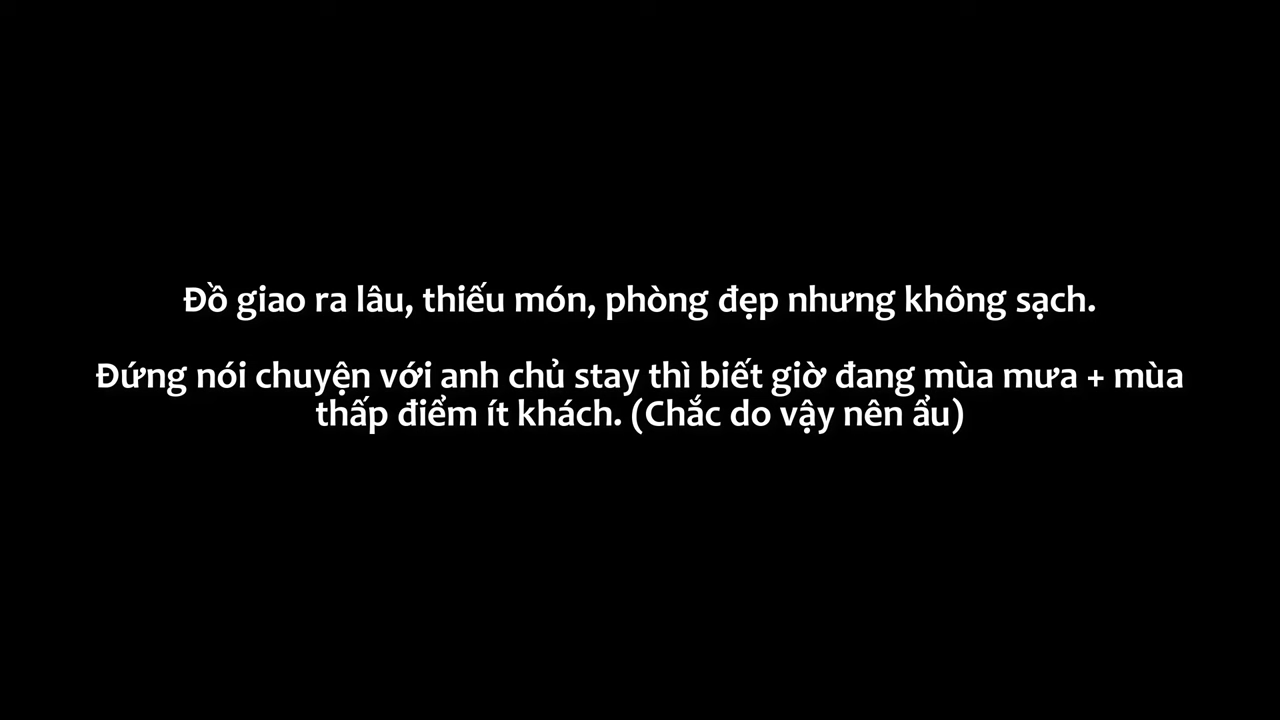 Đồ giao ra lâu, thiếu món, phòng đẹp nhưng không sạch.
Đứng nói chuyện với anh chủ stay thì biết giờ đang mùa mưa + mùa
thấp điểm ít khách. (Chắc do vậy nên ẩu)